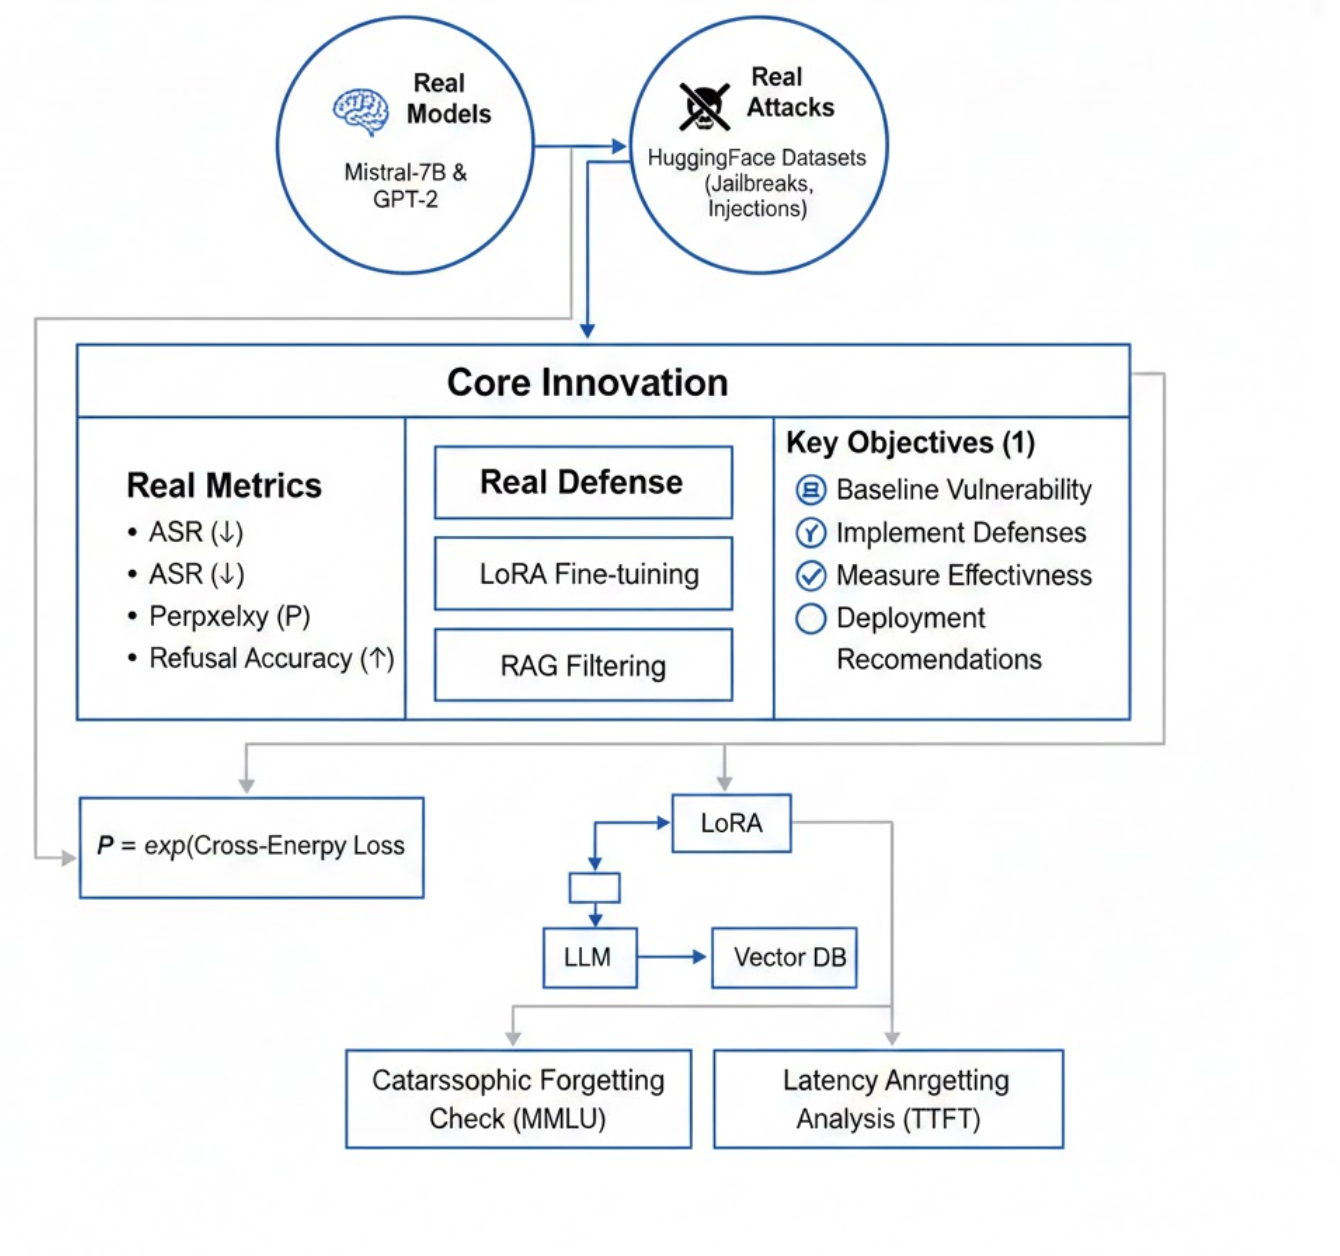 Real
Models
Mistral-7B &
GPT-2
Real
Attacks
HuggingFace Datasets
(Jailbreaks,
Injections)
Core Innovation
Real Metrics
• ASR (↓)
• ASR (↓)
• Perpxelxy (P)
• Refusal Accuracy (↑)
Real Defense
LoRA Fine-tuining
RAG Filtering
Key Objectives (1)
Baseline Vulnerability
Implement Defenses
Measure Effectivness
Deployment
Recomendations
P = exp(Cross-Enerpy Loss
LoRA
LLM
Vector DB
Catarssophic Forgetting
Check (MMLU)
Latency Anrgetting
Analysis (TTFT)